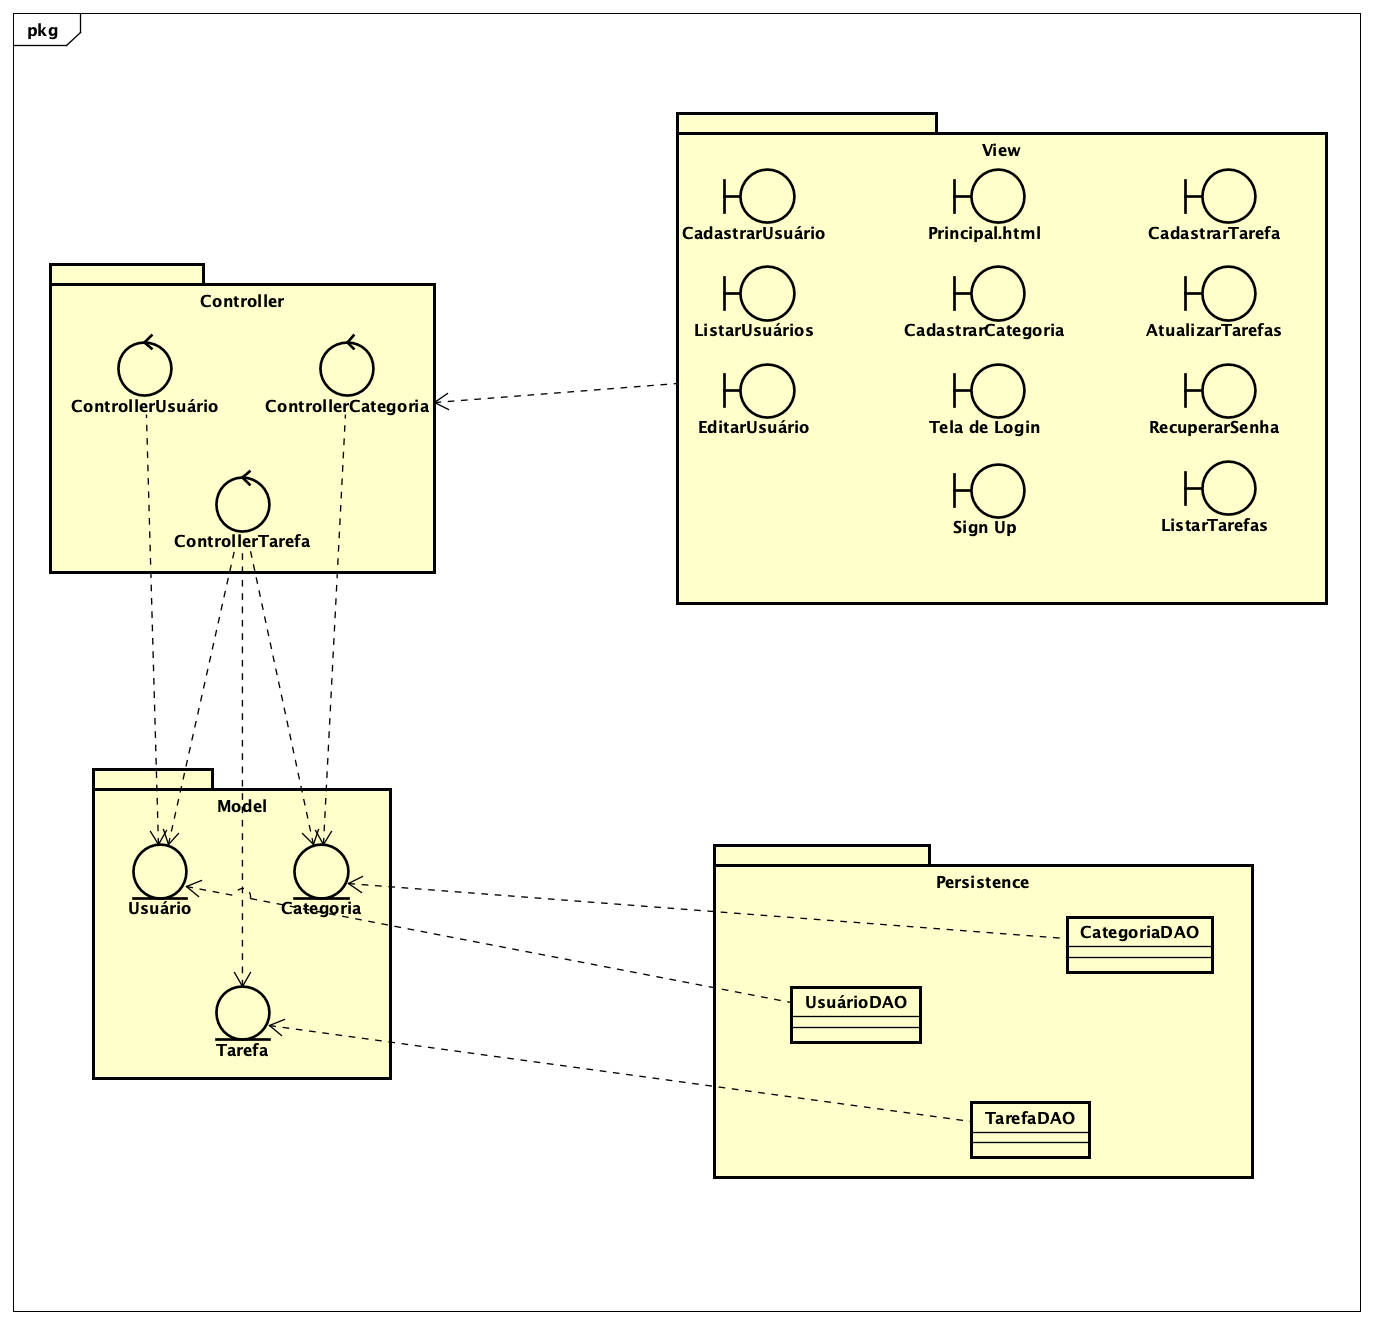 pkg
View
CadastrarUsuário
Principal.html
CadastrarTarefa
ListarUsuários
CadastrarCategoria
AtualizarTarefas
EditarUsuário
Tela de Login
RecuperarSenha
Sign Up
ListarTarefas
Controller
ControllerUsuário
ControllerCategoria
ControllerTarefa
Model
Usuário
Categoria
Tarefa
Persistence
CategoriaDAO
UsuárioDAO
TarefaDAO